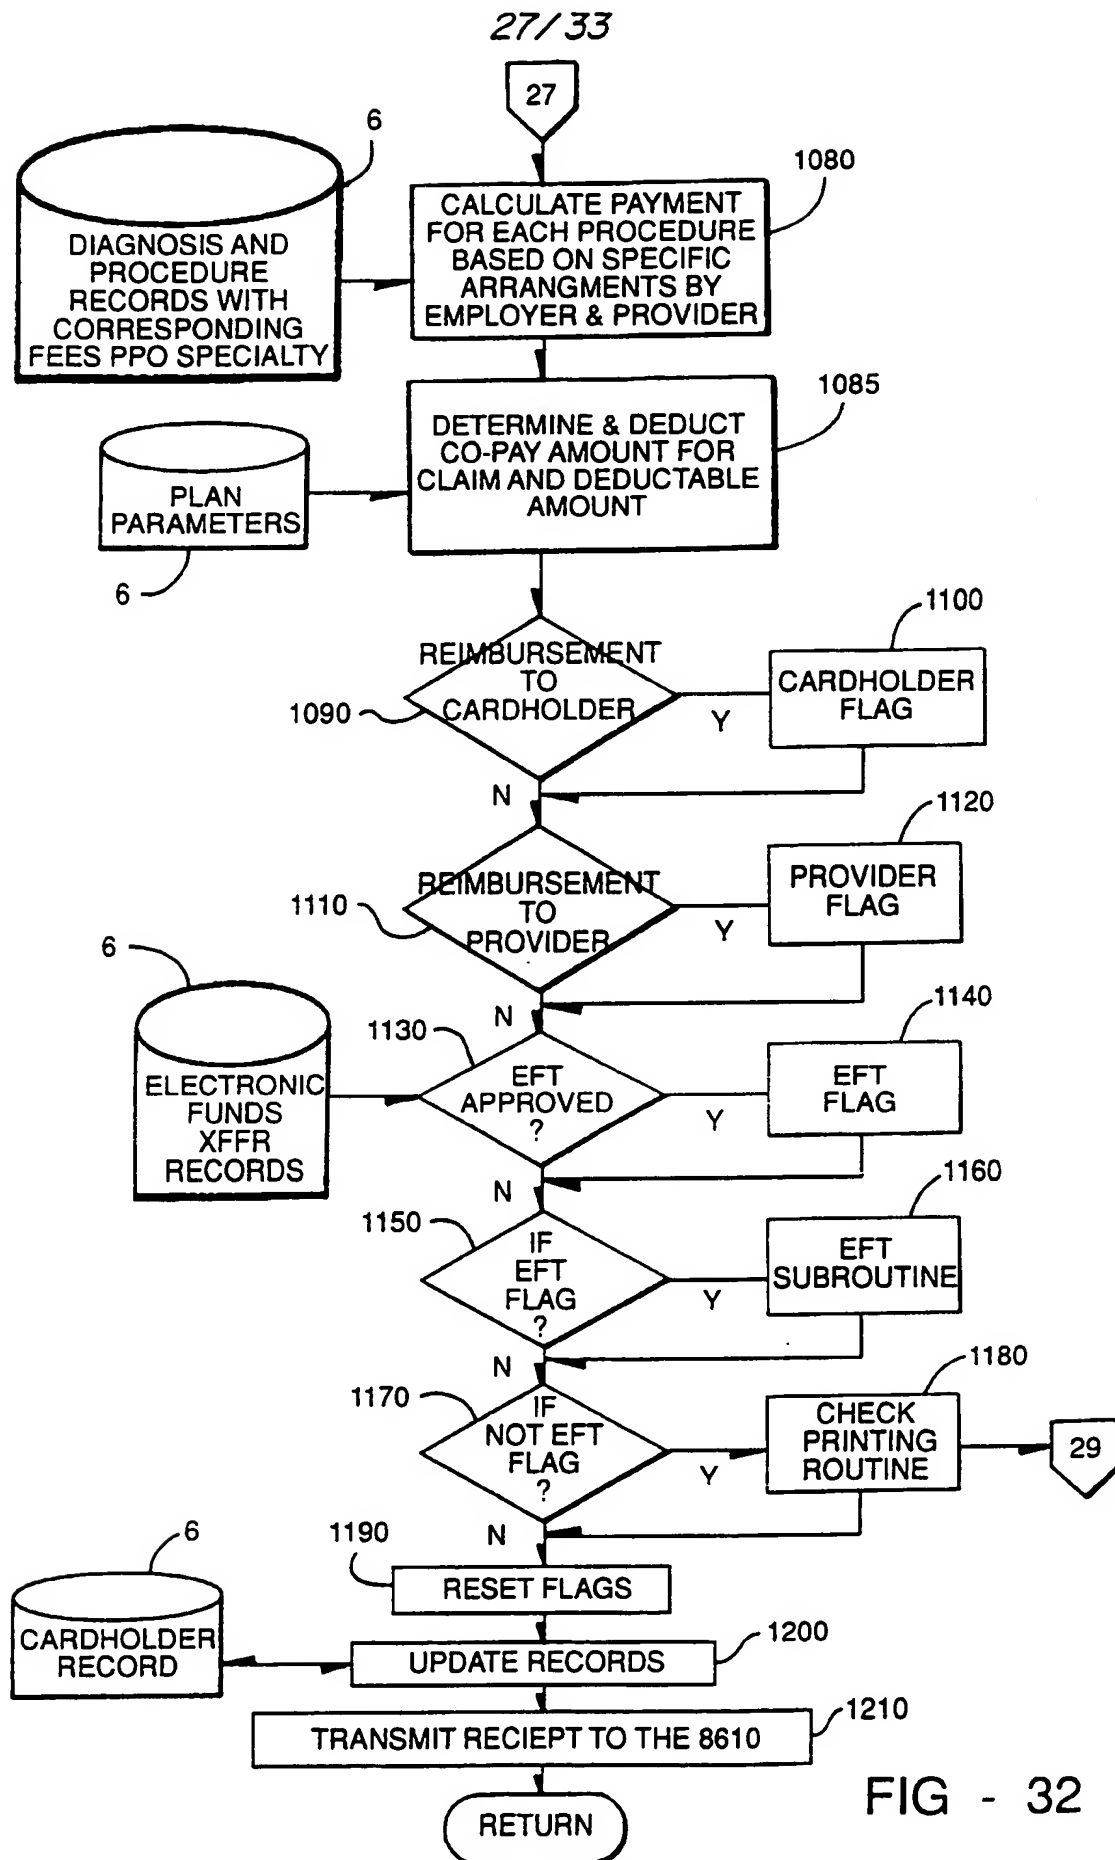 27/33
27
6
1080
CALCULATE PAYMENT
FOR EACH PROCEDURE
BASED ON SPECIFIC
ARRANGMENTS BY
EMPLOYER & PROVIDER
DIAGNOSIS AND
PROCEDURE
RECORDS WITH
CORRESPONDING
FEES PPO SPECIALTY
1085
DETERMINE & DEDUCT
CO-PAY AMOUNT FOR
CLAIM AND DEDUCTABLE
AMOUNT
PLAN
PARAMETERS
6
1100
REIMBURSEMENT
TO
CARDHOLDER
1090
Y
CARDHOLDER
FLAG
N
1120
REIMBURSEMENT
TO
PROVIDER
1110
Y
PROVIDER
FLAG
6
N
1140
1130
ELECTRONIC
FUNDS
XFFR
RECORDS
EFT
APPROVED
?
Y
EFT
FLAG
N
1160
1150
IF
EFT
FLAG
?
Y
EFT
SUBROUTINE
N
1180
1170
IF
NOT EFT
FLAG
?
Y
CHECK
PRINTING
ROUTINE
29
N
1190
6
RESET FLAGS
CARDHOLDER
RECORD
1200
UPDATE RECORDS
1210
TRANSMIT RECIEPT TO THE 8610
RETURN
FIG - 32